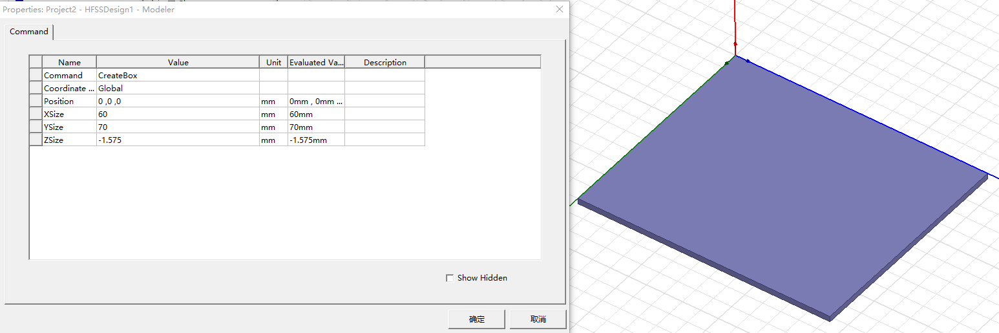 Properties: Project2 - HFSSDesign1 - Modeler
Command
Name Value Unit Evaluated Va... Description
Command CreateBox
Coordinate ... Global
Position 0 ,0 ,0 mm 0mm , 0mm ...
XSize 60 mm 60mm
YSize 70 mm 70mm
ZSize -1.575 mm -1.575mm
Show Hidden
确定 取消